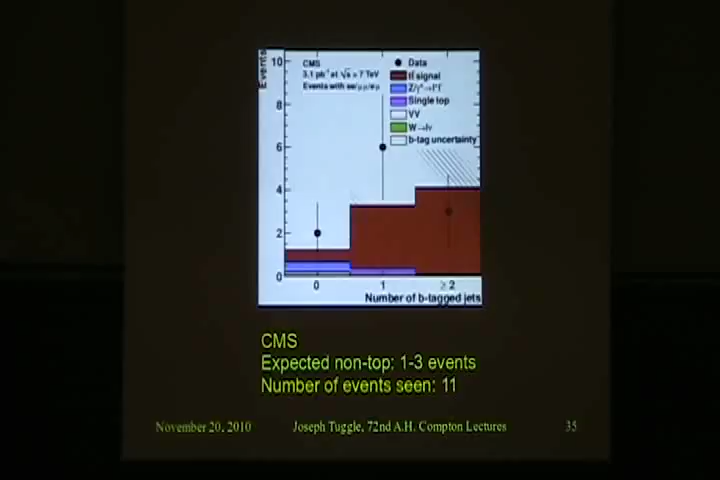 Events
10
8
6
4
2
0
CMS
3.1 pb⁻¹ at √s = 7 TeV
Events with ee/μμ/eμ
Data
tt̄ signal
Z/γ*→l⁺l⁻
Single top
VV
W→lν
b-tag uncertainty
0 1 ≥2
Number of b-tagged jets
CMS
Expected non-top: 1-3 events
Number of events seen: 11
November 20, 2010 Joseph Tuggle, 72nd A.H. Compton Lectures 35